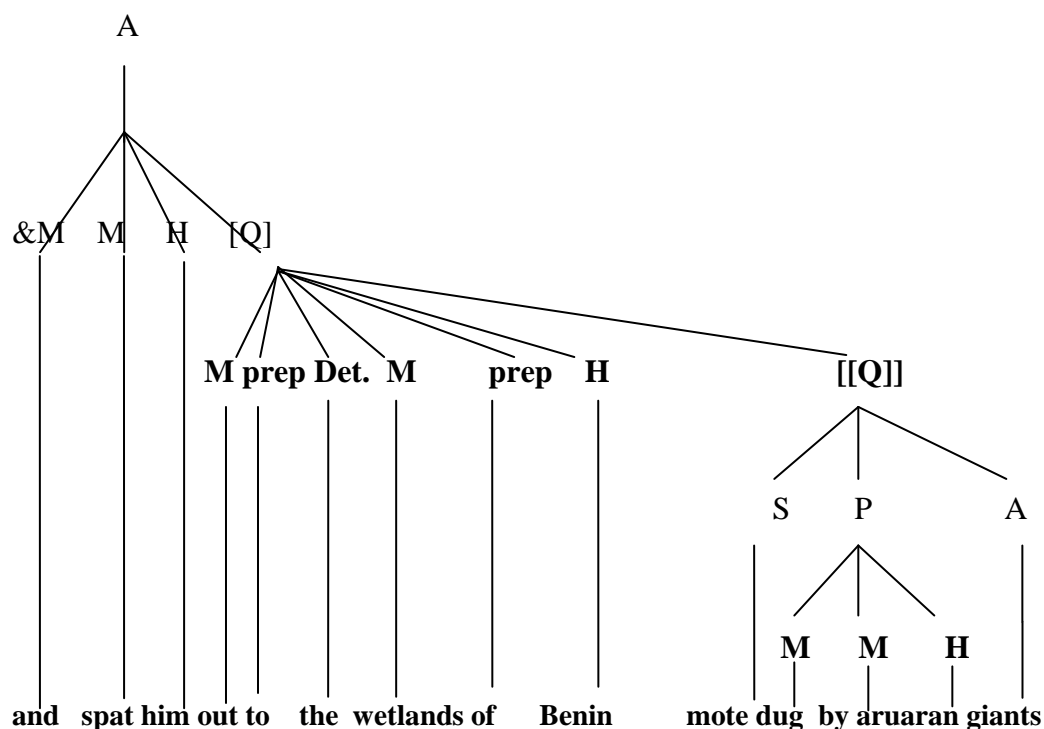 A
&M M H [Q]
M prep Det. M prep H [[Q]]
S P A
M M H
and spat him out to the wetlands of Benin mote dug by aruaran giants